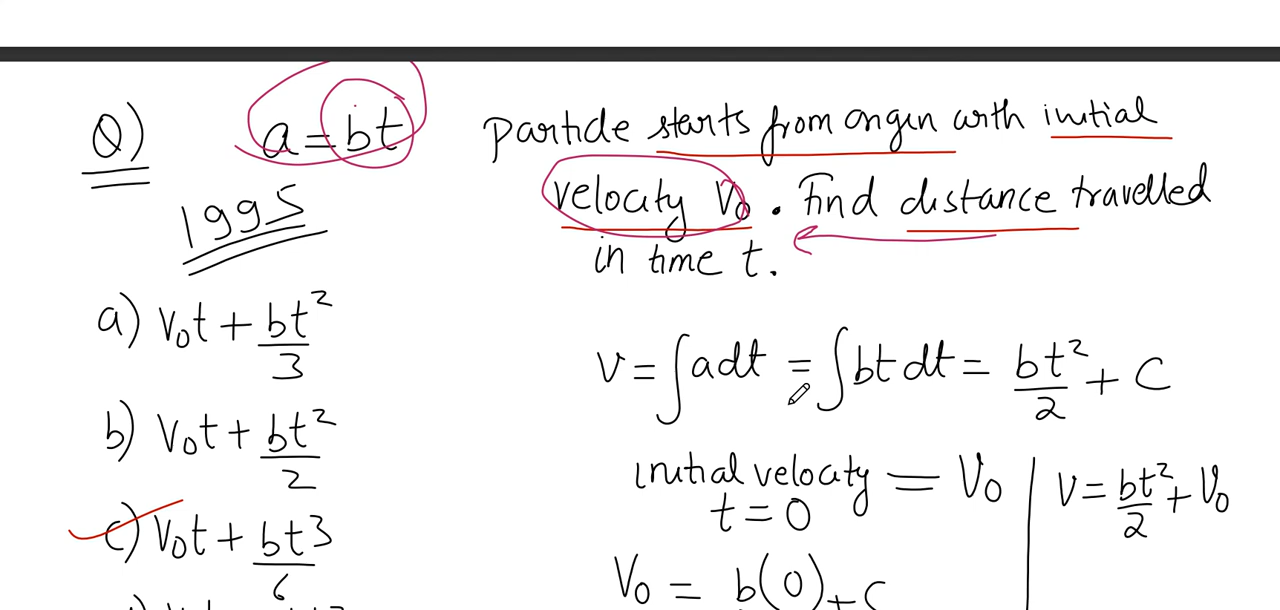 Q) a = bt Particle starts from origin with initial
velocity V₀. Find distance travelled
in time t.
1995
a) V₀t + bt²/3
b) V₀t + bt²/2
c) V₀t + bt3/6
V = ∫adt = ∫bt dt = bt²/2 + C
initial velocity = V₀
t = 0
V = bt²/2 + V₀
V₀ = b(0) + C